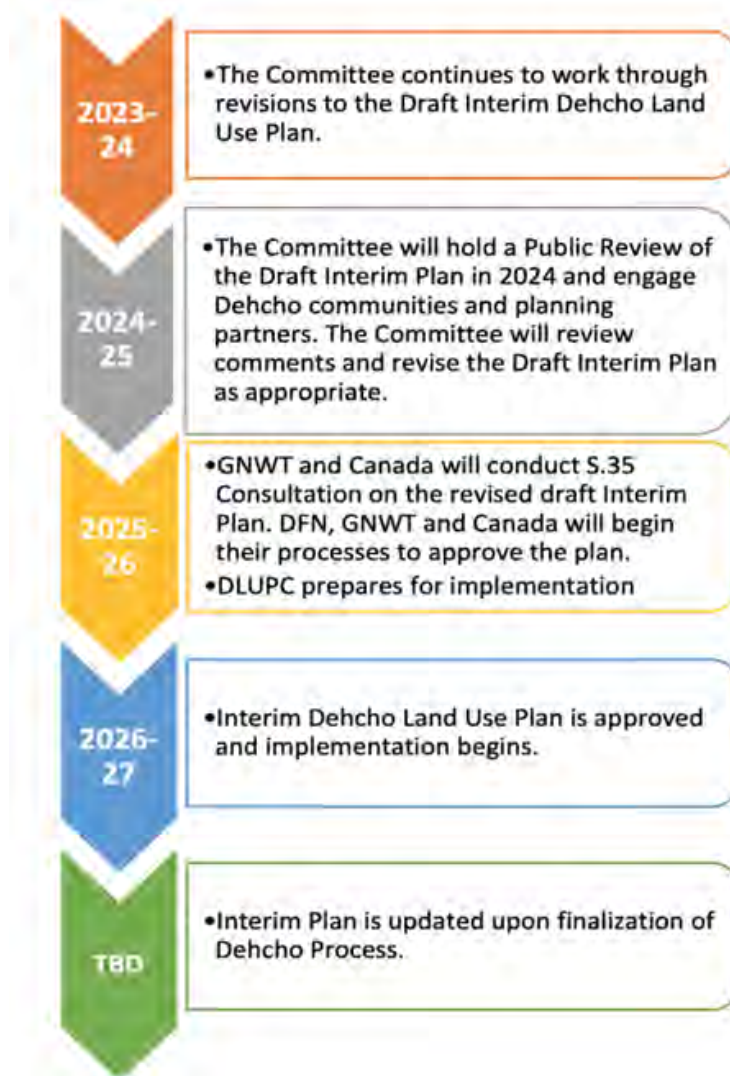 2023-
24
•The Committee continues to work through
revisions to the Draft Interim Dehcho Land
Use Plan.
2024-
25
•The Committee will hold a Public Review of
the Draft Interim Plan in 2024 and engage
Dehcho communities and planning
partners. The Committee will review
comments and revise the Draft Interim Plan
as appropriate.
2025-
26
•GNWT and Canada will conduct S.35
Consultation on the revised draft Interim
Plan. DFN, GNWT and Canada will begin
their processes to approve the plan.
•DLUPC prepares for implementation
2026-
27
•Interim Dehcho Land Use Plan is approved
and implementation begins.
TBD
•Interim Plan is updated upon finalization of
Dehcho Process.